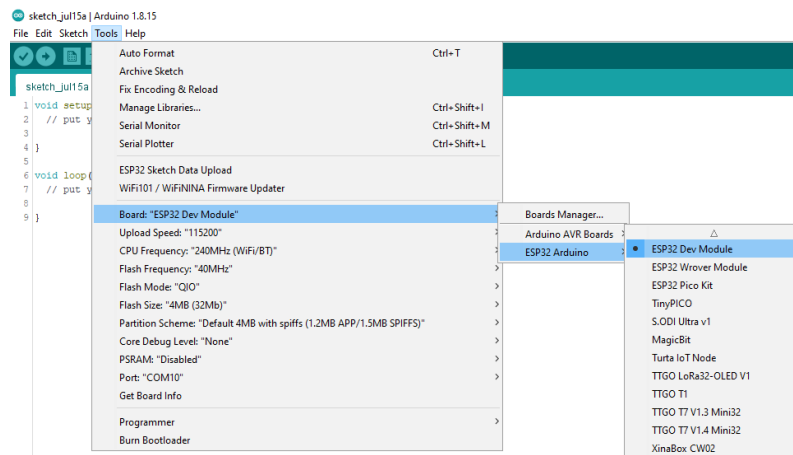 sketch_jul15a | Arduino 1.8.15
File Edit Sketch Tools Help
sketch_jul15a
1 void setup
2 // put y
3
4 }
5
6 void loop(
7 // put y
8
9 }
Auto Format Ctrl+T
Archive Sketch
Fix Encoding & Reload
Manage Libraries... Ctrl+Shift+I
Serial Monitor Ctrl+Shift+M
Serial Plotter Ctrl+Shift+L
ESP32 Sketch Data Upload
WiFi101 / WiFiNINA Firmware Updater
Board: "ESP32 Dev Module"
Upload Speed: "115200"
CPU Frequency: "240MHz (WiFi/BT)"
Flash Frequency: "40MHz"
Flash Mode: "QIO"
Flash Size: "4MB (32Mb)"
Partition Scheme: "Default 4MB with spiffs (1.2MB APP/1.5MB SPIFFS)"
Core Debug Level: "None"
PSRAM: "Disabled"
Port: "COM10"
Get Board Info
Programmer
Burn Bootloader
Boards Manager...
Arduino AVR Boards
ESP32 Arduino
ESP32 Dev Module
ESP32 Wrover Module
ESP32 Pico Kit
TinyPICO
S.ODI Ultra v1
MagicBit
Turta IoT Node
TTGO LoRa32-OLED V1
TTGO T1
TTGO T7 V1.3 Mini32
TTGO T7 V1.4 Mini32
XinaBox CW02